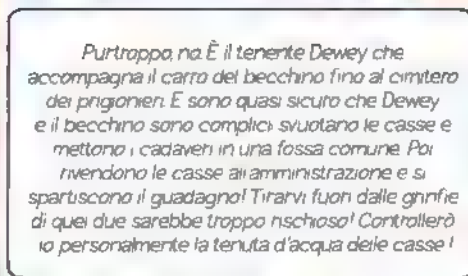 Purtroppo, no. È il tenente Dewey che
accompagna il carro del becchino fino al cimitero
dei prigionieri. E sono quasi sicuro che Dewey
e il becchino sono complici: svuotano le casse e
mettono i cadaveri in una fossa comune. Poi
rivendono le casse all'amministrazione e si
spartiscono il guadagno! Tirarvi fuori dalle grinfie
di quei due sarebbe troppo rischioso! Controllerò
io personalmente la tenuta d'acqua delle casse!